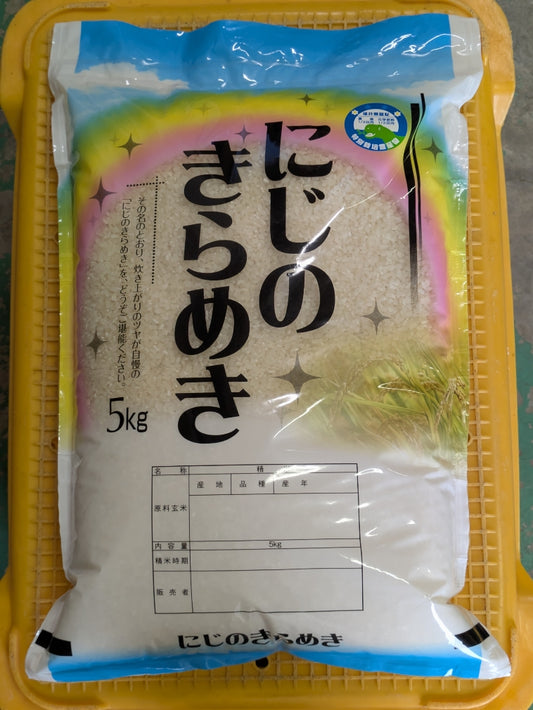 にじの
きらめき
その名のとおり、炊き上がりのツヤが自慢の
「にじのきらめき」を、どうぞご堪能ください。
5kg
名称 精
原料玄米 産地 品種 産年
内容量 5kg
精米時期
販売者
にじのきらめき